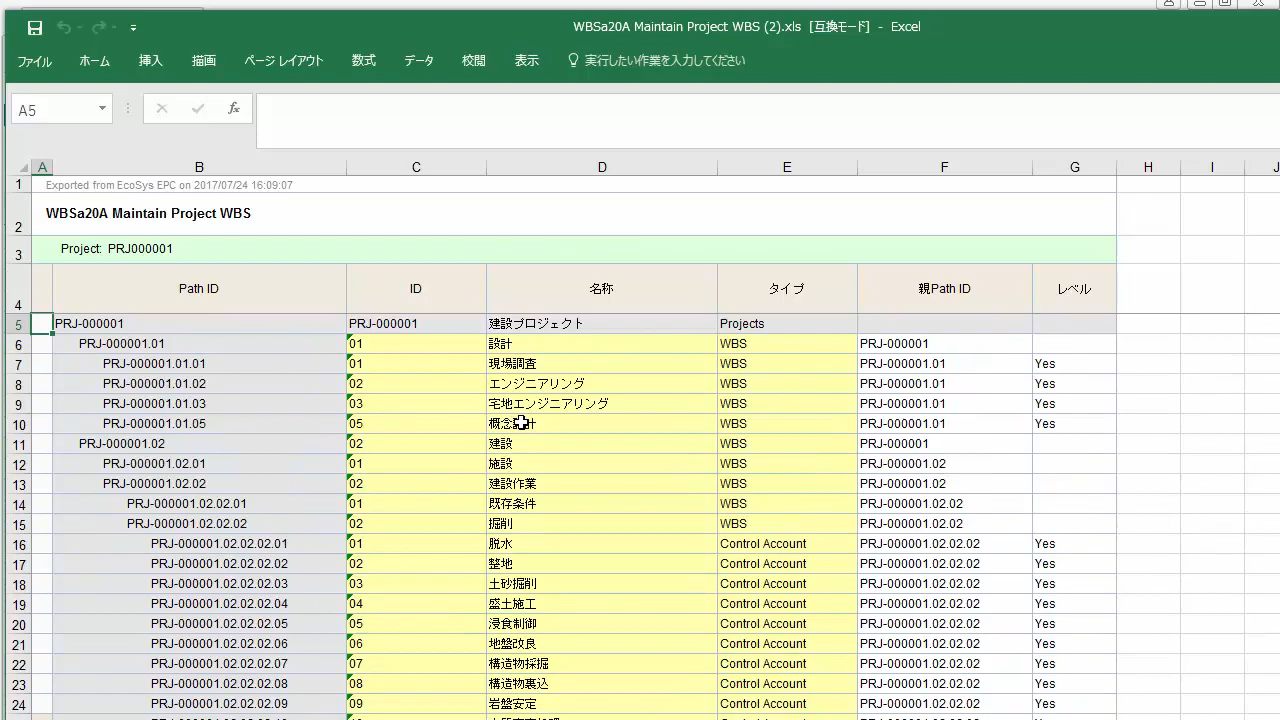 WBSa20A Maintain Project WBS (2).xls [互換モード] - Excel
ファイル ホーム 挿入 描画 ページ レイアウト 数式 データ 校閲 表示 実行したい作業を入力してください
A5 fx
A B C D E F G H I J
1 Exported from EcoSys EPC on 2017/07/24 16:09:07
2 WBSa20A Maintain Project WBS
3 Project: PRJ000001
4 Path ID ID 名称 タイプ 親Path ID レベル
5 PRJ-000001 PRJ-000001 建設プロジェクト Projects
6 PRJ-000001.01 01 設計 WBS PRJ-000001
7 PRJ-000001.01.01 01 現場調査 WBS PRJ-000001.01 Yes
8 PRJ-000001.01.02 02 エンジニアリング WBS PRJ-000001.01 Yes
9 PRJ-000001.01.03 03 宅地エンジニアリング WBS PRJ-000001.01 Yes
10 PRJ-000001.01.05 05 概念設計 WBS PRJ-000001.01 Yes
11 PRJ-000001.02 02 建設 WBS PRJ-000001
12 PRJ-000001.02.01 01 施設 WBS PRJ-000001.02
13 PRJ-000001.02.02 02 建設作業 WBS PRJ-000001.02
14 PRJ-000001.02.02.01 01 既存条件 WBS PRJ-000001.02.02
15 PRJ-000001.02.02.02 02 掘削 WBS PRJ-000001.02.02
16 PRJ-000001.02.02.02.01 01 脱水 Control Account PRJ-000001.02.02.02 Yes
17 PRJ-000001.02.02.02.02 02 整地 Control Account PRJ-000001.02.02.02 Yes
18 PRJ-000001.02.02.02.03 03 土砂掘削 Control Account PRJ-000001.02.02.02 Yes
19 PRJ-000001.02.02.02.04 04 盛土施工 Control Account PRJ-000001.02.02.02 Yes
20 PRJ-000001.02.02.02.05 05 浸食制御 Control Account PRJ-000001.02.02.02 Yes
21 PRJ-000001.02.02.02.06 06 地盤改良 Control Account PRJ-000001.02.02.02 Yes
22 PRJ-000001.02.02.02.07 07 構造物採掘 Control Account PRJ-000001.02.02.02 Yes
23 PRJ-000001.02.02.02.08 08 構造物裏込 Control Account PRJ-000001.02.02.02 Yes
24 PRJ-000001.02.02.02.09 09 岩盤安定 Control Account PRJ-000001.02.02.02 Yes